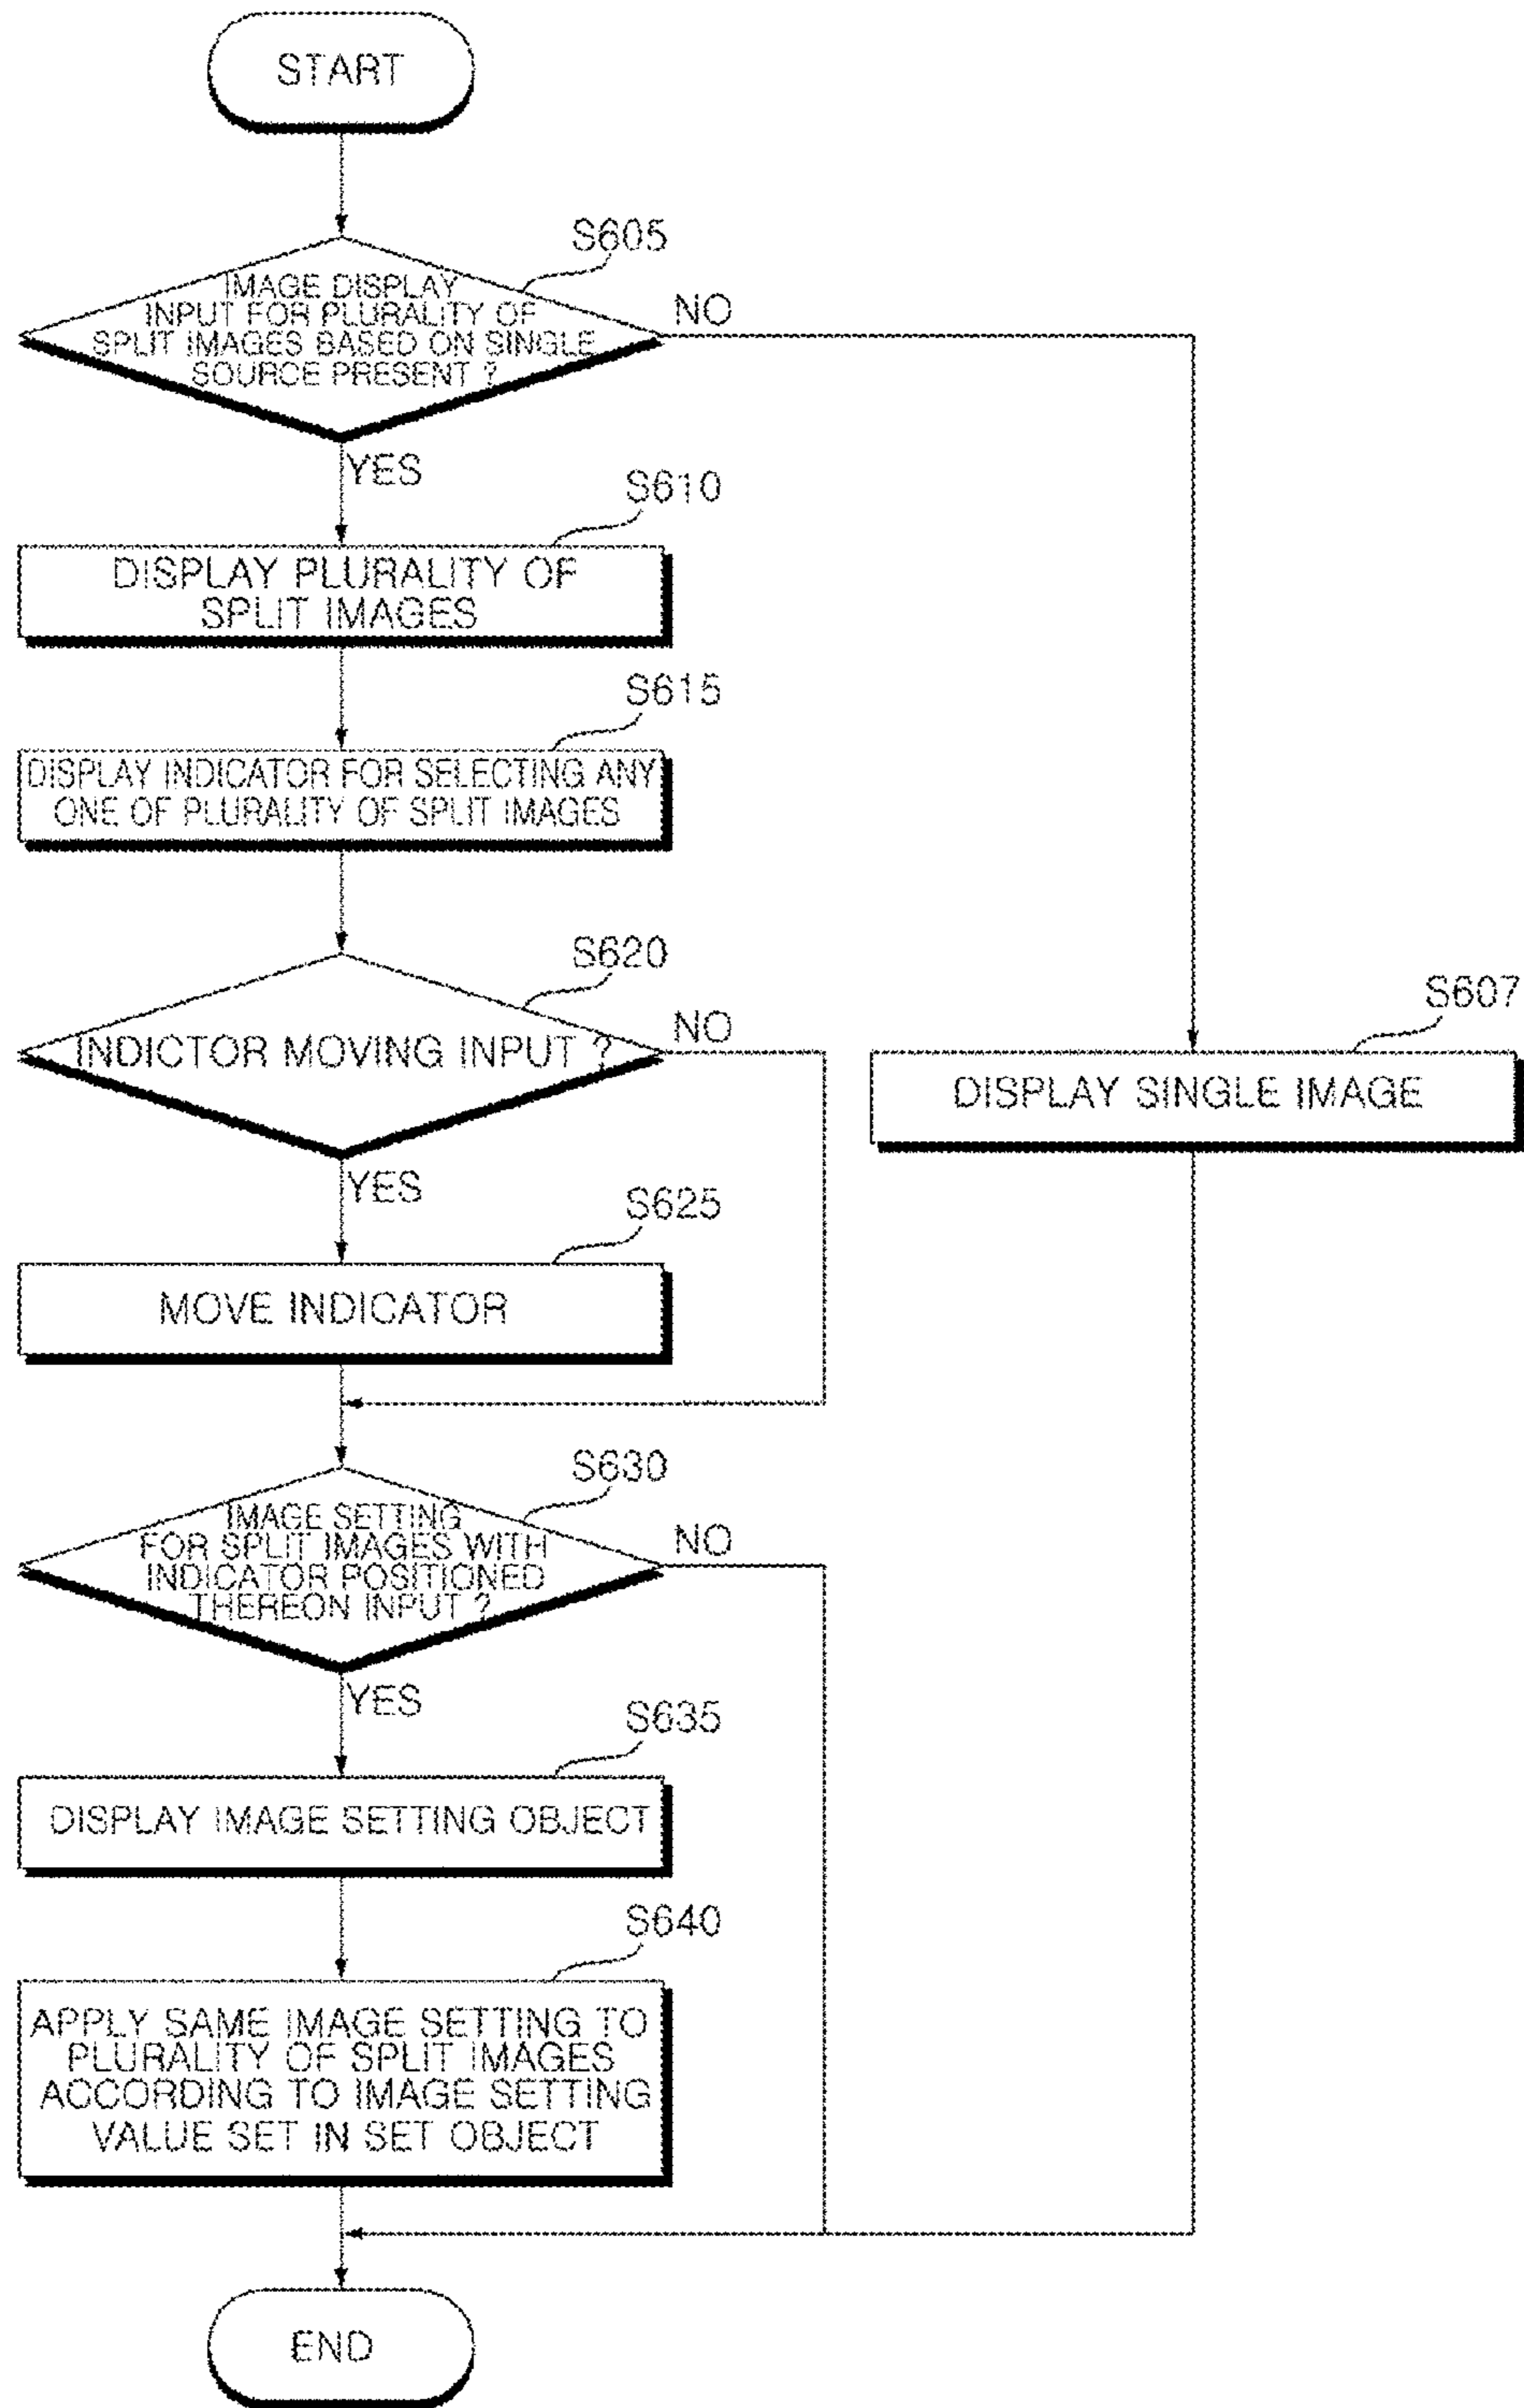 START
S605
IMAGE DISPLAY
INPUT FOR PLURALITY OF
SPLIT IMAGES BASED ON SINGLE
SOURCE PRESENT ?
NO
YES
S610
DISPLAY PLURALITY OF
SPLIT IMAGES
S615
DISPLAY INDICATOR FOR SELECTING ANY
ONE OF PLURALITY OF SPLIT IMAGES
S620
INDICTOR MOVING INPUT ?
NO
S607
DISPLAY SINGLE IMAGE
YES
S625
MOVE INDICATOR
S630
IMAGE SETTING
FOR SPLIT IMAGES WITH
INDICATOR POSITIONED
THEREON INPUT ?
NO
YES
S635
DISPLAY IMAGE SETTING OBJECT
S640
APPLY SAME IMAGE SETTING TO
PLURALITY OF SPLIT IMAGES
ACCORDING TO IMAGE SETTING
VALUE SET IN SET OBJECT
END